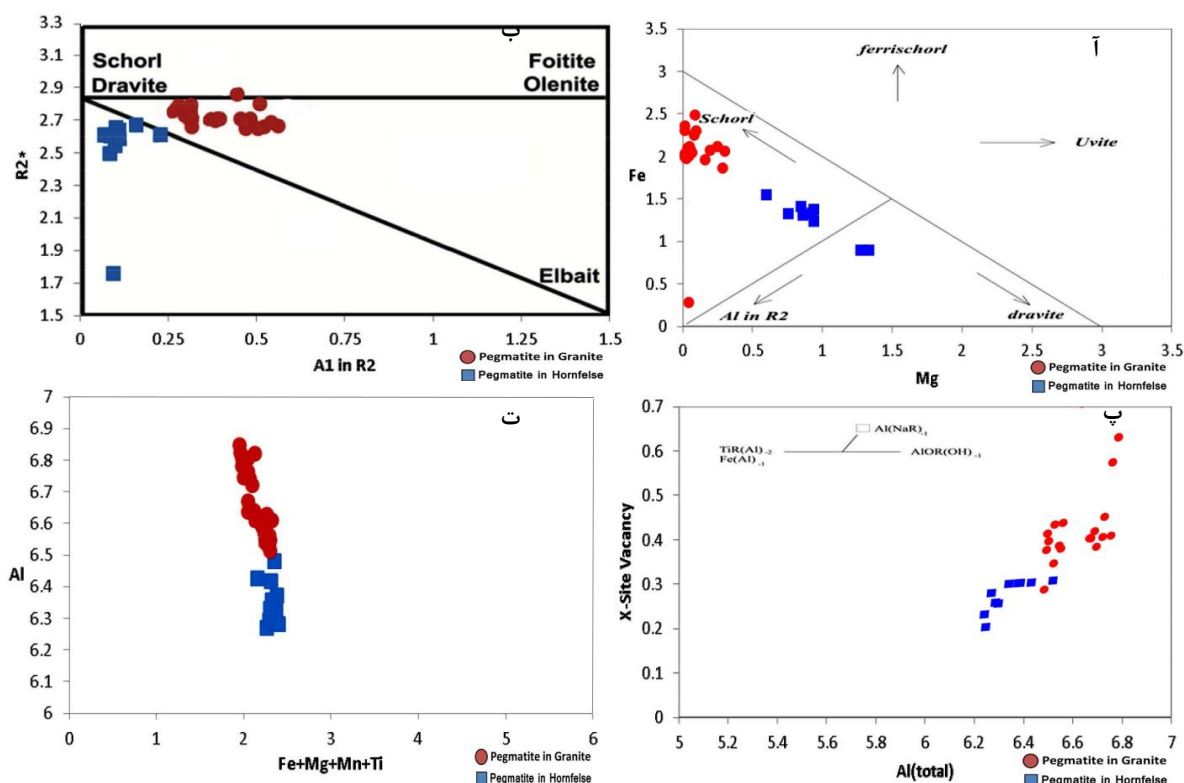 ب
3.3
3.1
2.9
2.7
2.5
2.3
2.1
1.9
1.7
1.5
R2*
Schorl
Dravite
Foitite
Olenite
Elbait
0 0.25 0.5 0.75 1 1.25 1.5
A1 in R2
Pegmatite in Granite
Pegmatite in Hornfelse
آ
3.5
3
2.5
2
1.5
1
0.5
0
Fe
ferrischorl
Schorl
Uvite
Al in R2
dravite
0 0.5 1 1.5 2 2.5 3 3.5
Mg
Pegmatite in Granite
Pegmatite in Hornfelse
ت
7
6.9
6.8
6.7
6.6
6.5
6.4
6.3
6.2
6.1
6
Al
0 1 2 3 4 5 6
Fe+Mg+Mn+Ti
Pegmatite in Granite
Pegmatite in Hornfelse
پ
0.7
0.6
0.5
0.4
0.3
0.2
0.1
0
X-Site Vacancy
□Al(NaR)-1
TiR(Al)-2
Fe(Al)-1
AlOR(OH)-1
5 5.2 5.4 5.6 5.8 6 6.2 6.4 6.6 6.8 7
Al(total)
Pegmatite in Granite
Pegmatite in Hornfelse